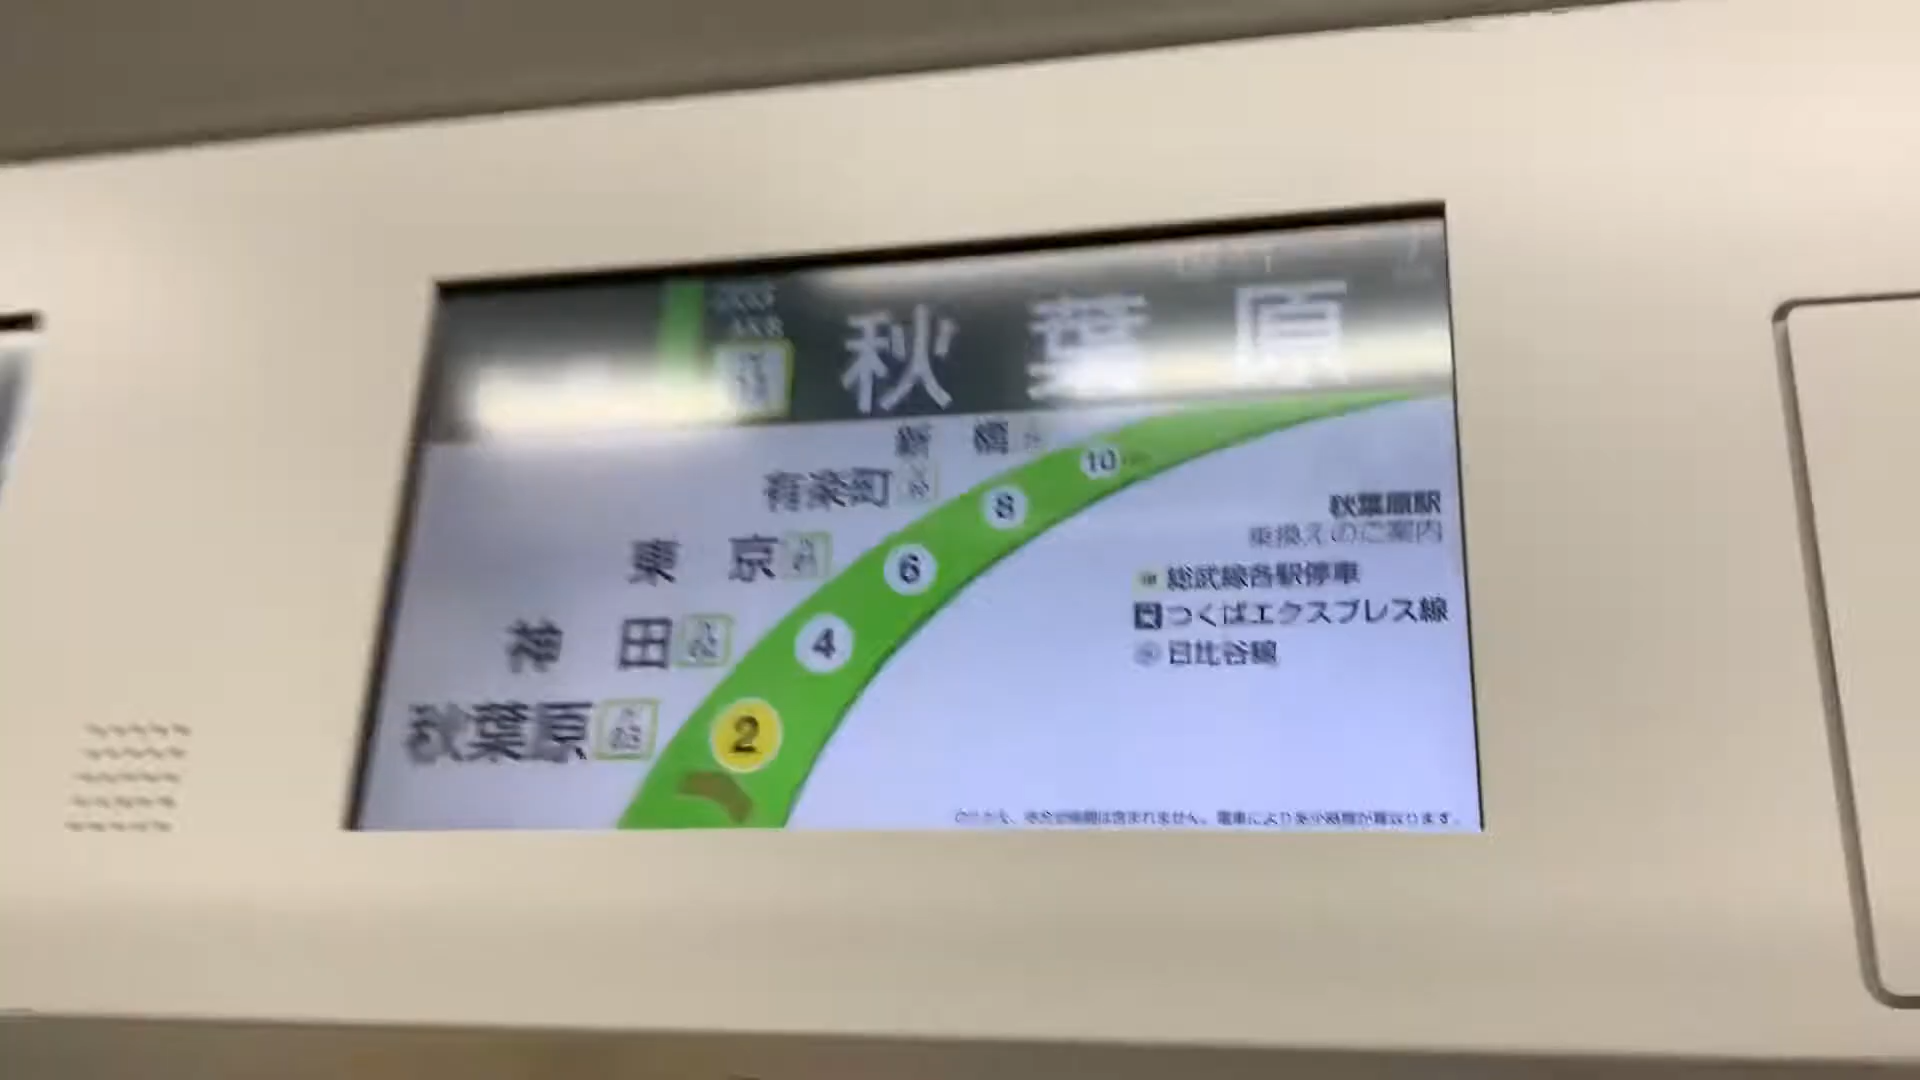 秋葉原
新橋
10
有楽町
8
東京
6
神田
4
秋葉原
2
秋葉原駅
乗換えのご案内
総武線各駅停車
つくばエクスプレス線
日比谷線